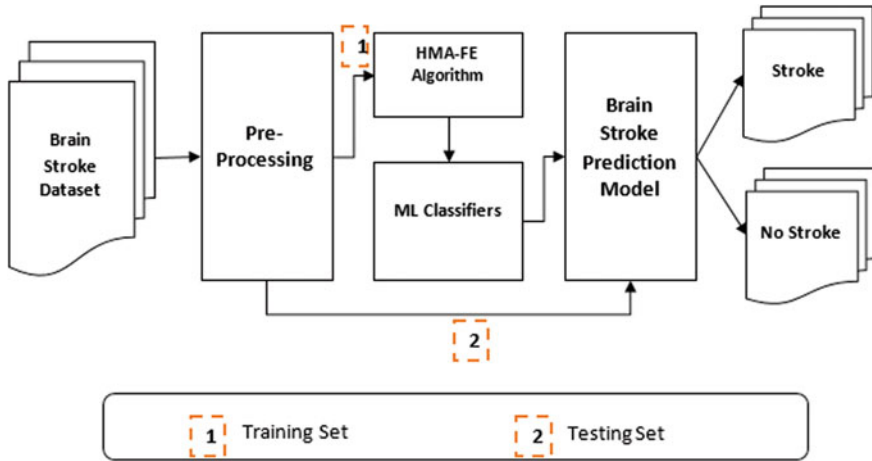 Brain
Stroke
Dataset
Pre-
Processing
1
HMA-FE
Algorithm
ML Classifiers
Brain
Stroke
Prediction
Model
Stroke
No Stroke
2
1 Training Set
2 Testing Set